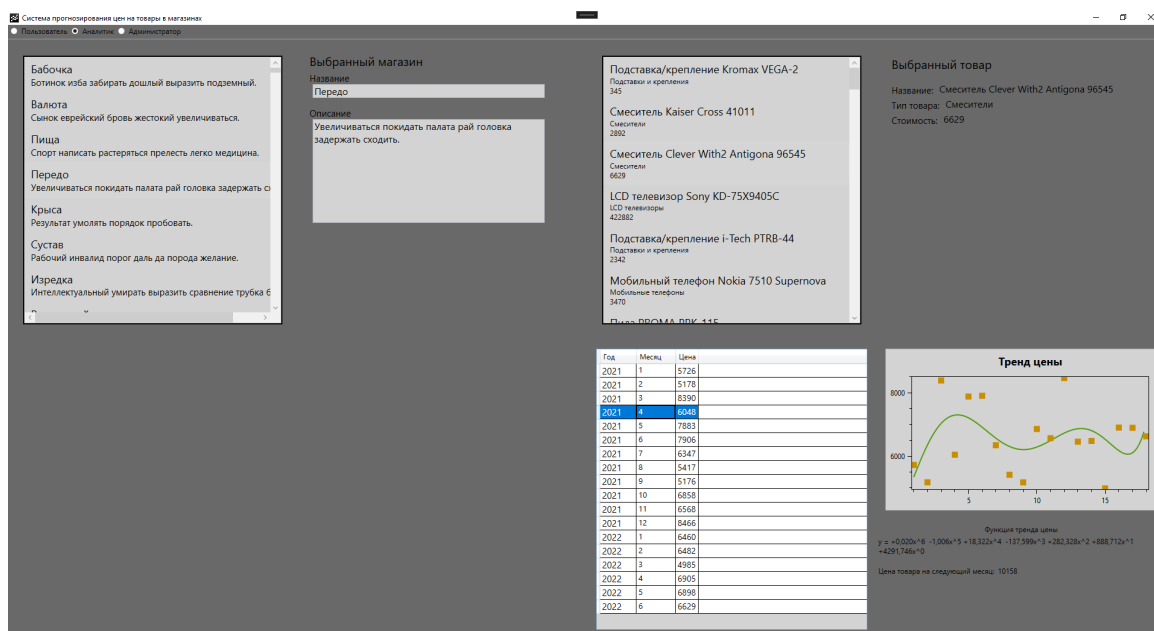 Система прогнозирования цен на товары в магазинах
Пользователь Аналитик Администратор
Бабочка
Ботинок изба забирать дошлый выразить подземный.
Валюта
Сынок еврейский бровь жестокий увеличиваться.
Пища
Спорт написать растеряться прелесть легко медицина.
Передо
Увеличиваться покидать палата рай головка задержать с
Крыса
Результат умолять порядок пробовать.
Сустав
Рабочий инвалид порог даль да порода желание.
Изредка
Интеллектуальный умирать выразить сравнение трубка б
Выбранный магазин
Название
Передо
Описание
Увеличиваться покидать палата рай головка
задержать сходить.
Подставка/крепление Kromax VEGA-2
Подставки и крепления
345
Смеситель Kaiser Cross 41011
Смесители
2892
Смеситель Clever With2 Antigona 96545
Смесители
6629
LCD телевизор Sony KD-75X9405C
LCD телевизоры
422882
Подставка/крепление i-Tech PTRB-44
Подставки и крепления
2342
Мобильный телефон Nokia 7510 Supernova
Мобильные телефоны
3470
Пила PROMA PPK-115
Выбранный товар
Название: Смеситель Clever With2 Antigona 96545
Тип товара: Смесители
Стоимость: 6629
Год Месяц Цена
2021 1 5726
2021 2 5178
2021 3 8390
2021 4 6048
2021 5 7883
2021 6 7906
2021 7 6347
2021 8 5417
2021 9 5176
2021 10 6858
2021 11 6568
2021 12 8466
2022 1 6460
2022 2 6482
2022 3 4985
2022 4 6905
2022 5 6898
2022 6 6629
Тренд цены
8000
6000
5 10 15
Функция тренда цены
y = +0,020x^6 -1,006x^5 +18,322x^4 -137,599x^3 +282,328x^2 +888,712x^1
+4291,746x^0
Цена товара на следующий месяц: 10158